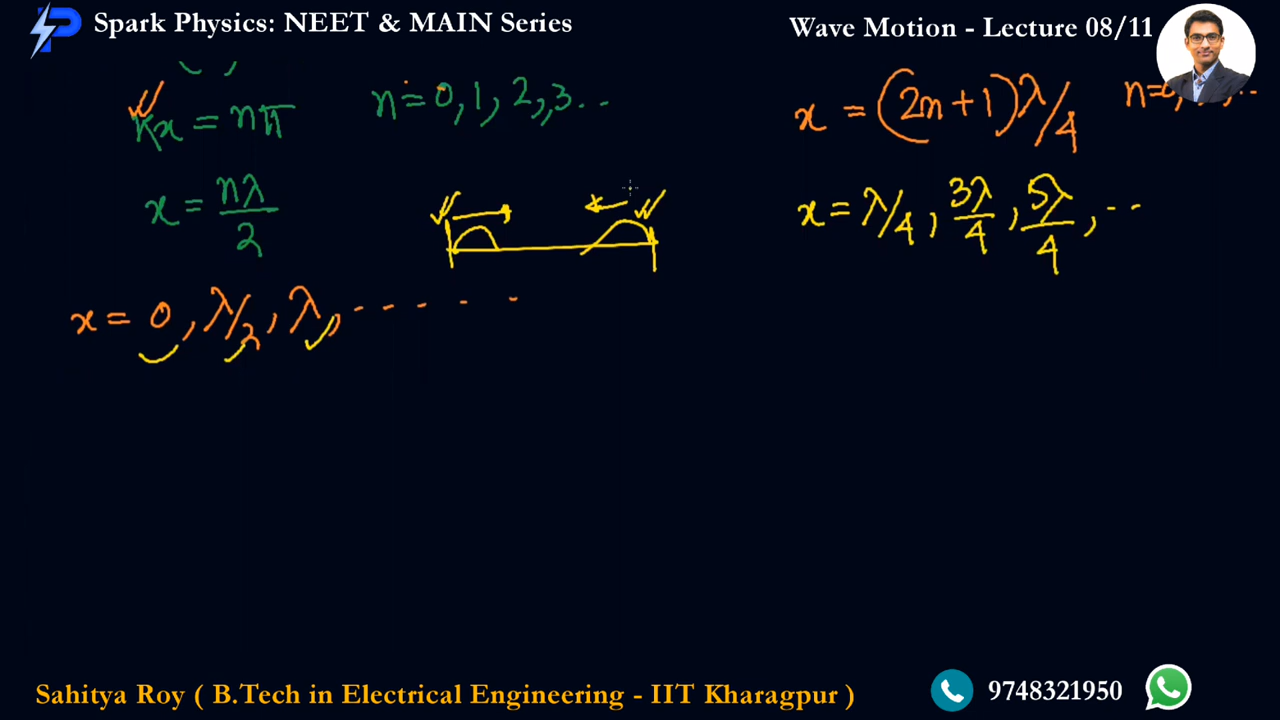 Spark Physics: NEET & MAIN Series
Wave Motion - Lecture 08/11
Kx = nπ
n = 0, 1, 2, 3 ..
x = nλ/2
x = 0, λ/2, λ, - - - - - -
x = (2n+1) λ/4
x = λ/4, 3λ/4, 5λ/4, - --
Sahitya Roy ( B.Tech in Electrical Engineering - IIT Kharagpur )
9748321950